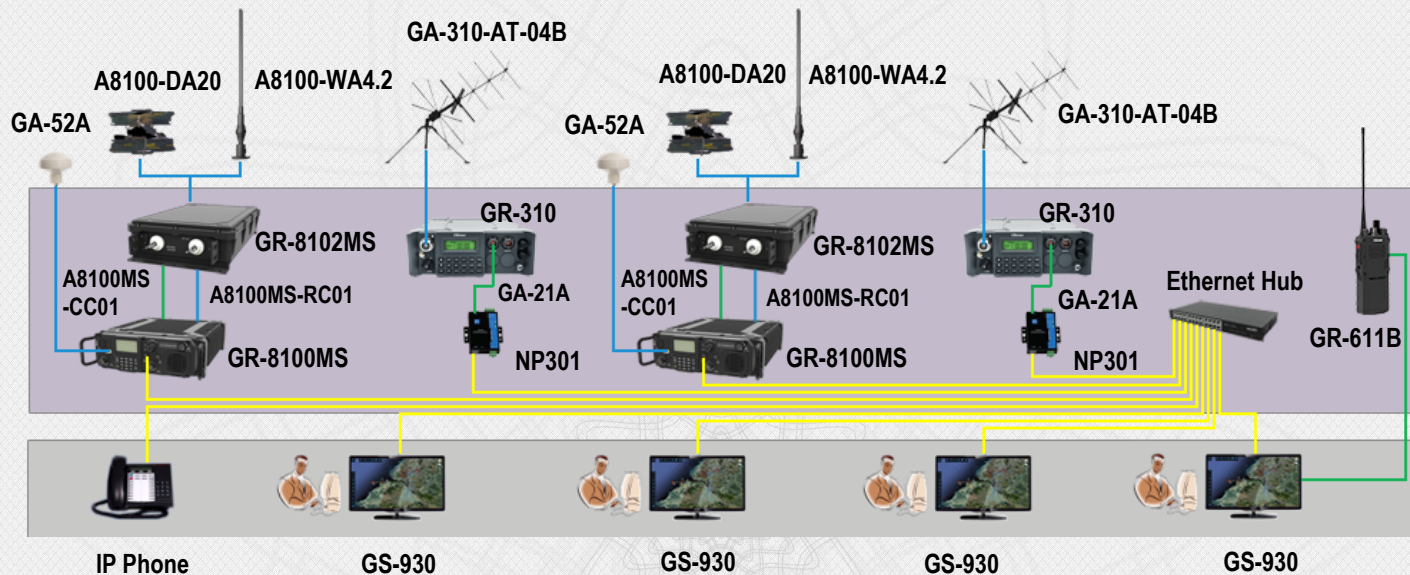 GA-310-AT-04B
A8100-DA20
A8100-WA4.2
GA-52A
A8100-DA20
A8100-WA4.2
GA-52A
GA-310-AT-04B
GR-310
GR-8102MS
A8100MS
-CC01
A8100MS-RC01
GA-21A
GR-8100MS
NP301
GR-310
GR-8102MS
A8100MS
-CC01
A8100MS-RC01
GA-21A
GR-8100MS
NP301
Ethernet Hub
GR-611B
IP Phone
GS-930
GS-930
GS-930
GS-930